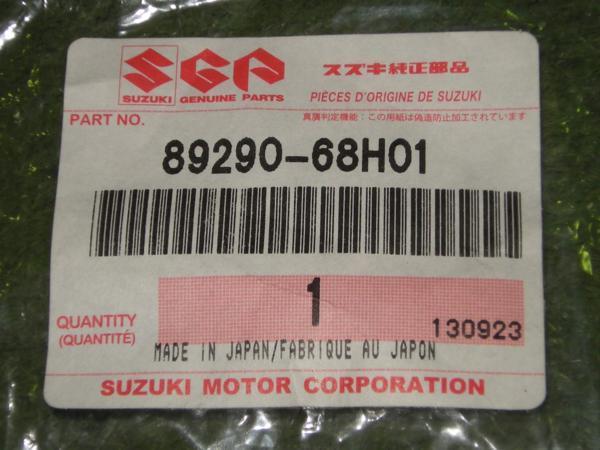 SGP スズキ純正部品
SUZUKI GENUINE PARTS PIÈCES D'ORIGINE DE SUZUKI
PART NO. 真贋判定機能：この用紙は偽造防止加工されています
89290-68H01
1
QUANTITY
(QUANTITÉ) 130923
MADE IN JAPAN/FABRIQUE AU JAPON
SUZUKI MOTOR CORPORATION